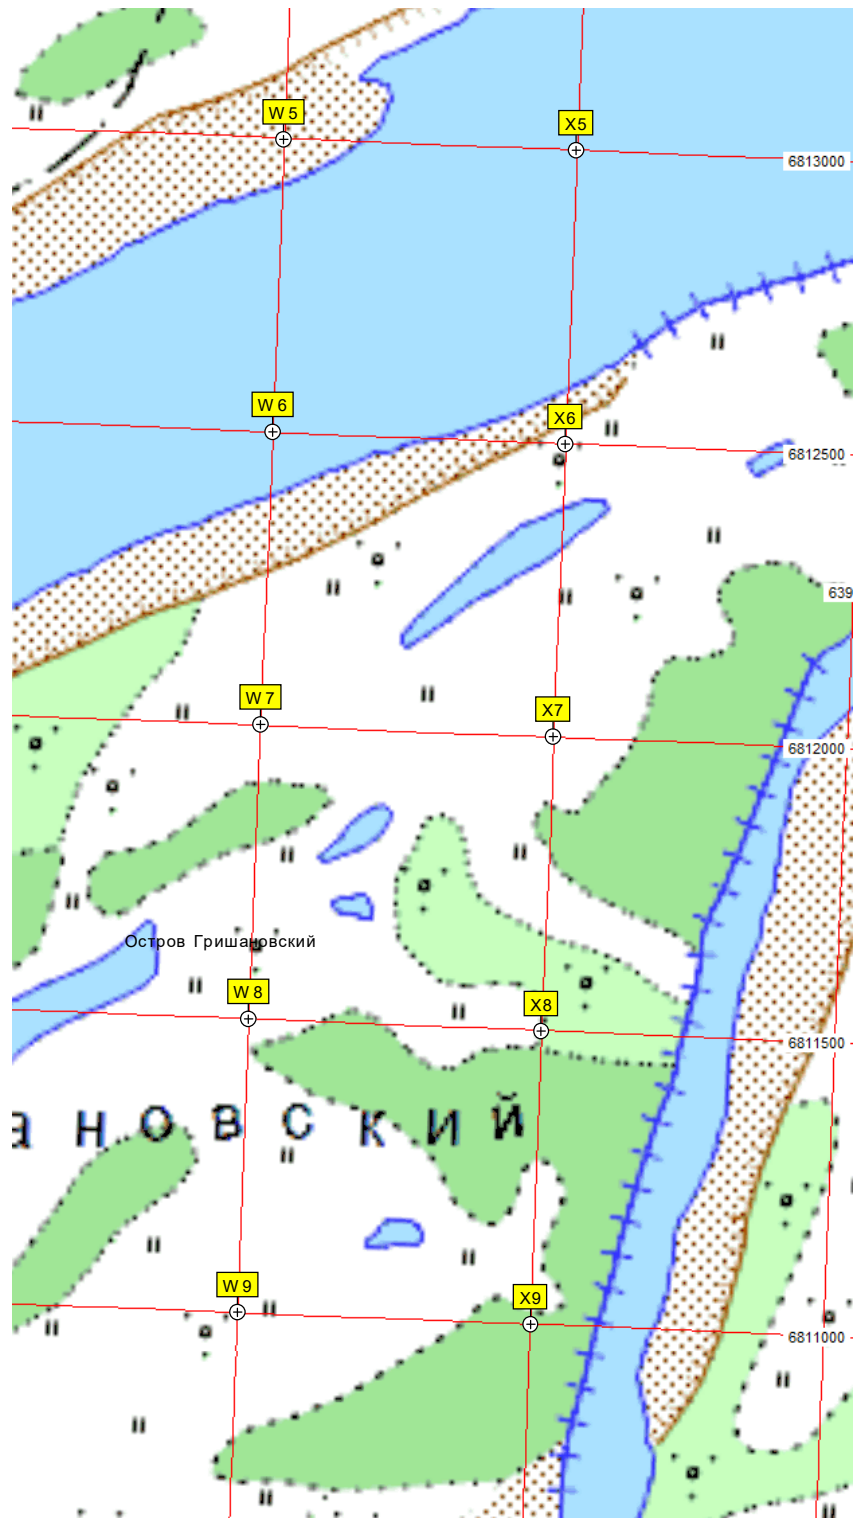 W 5
X5
6813000
W 6
X6
6812500
639
W 7
X7
6812000
Остров Гришановский
W 8
X8
6811500
ановский
W 9
X9
6811000